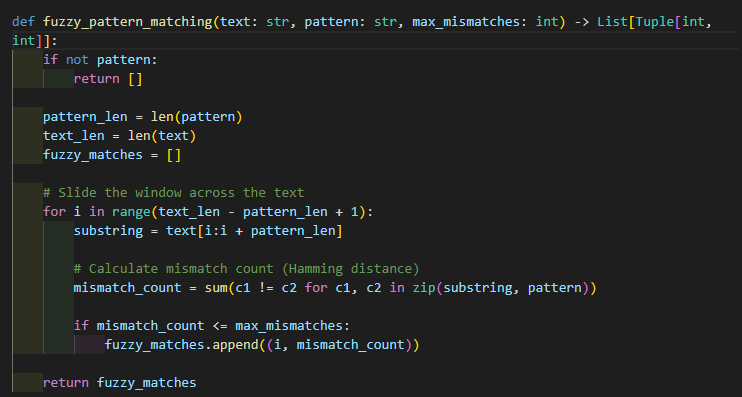 def fuzzy_pattern_matching(text: str, pattern: str, max_mismatches: int) -> List[Tuple[int,
int]]:
    if not pattern:
        return []

    pattern_len = len(pattern)
    text_len = len(text)
    fuzzy_matches = []

    # Slide the window across the text
    for i in range(text_len - pattern_len + 1):
        substring = text[i:i + pattern_len]

        # Calculate mismatch count (Hamming distance)
        mismatch_count = sum(c1 != c2 for c1, c2 in zip(substring, pattern))

        if mismatch_count <= max_mismatches:
            fuzzy_matches.append((i, mismatch_count))

    return fuzzy_matches